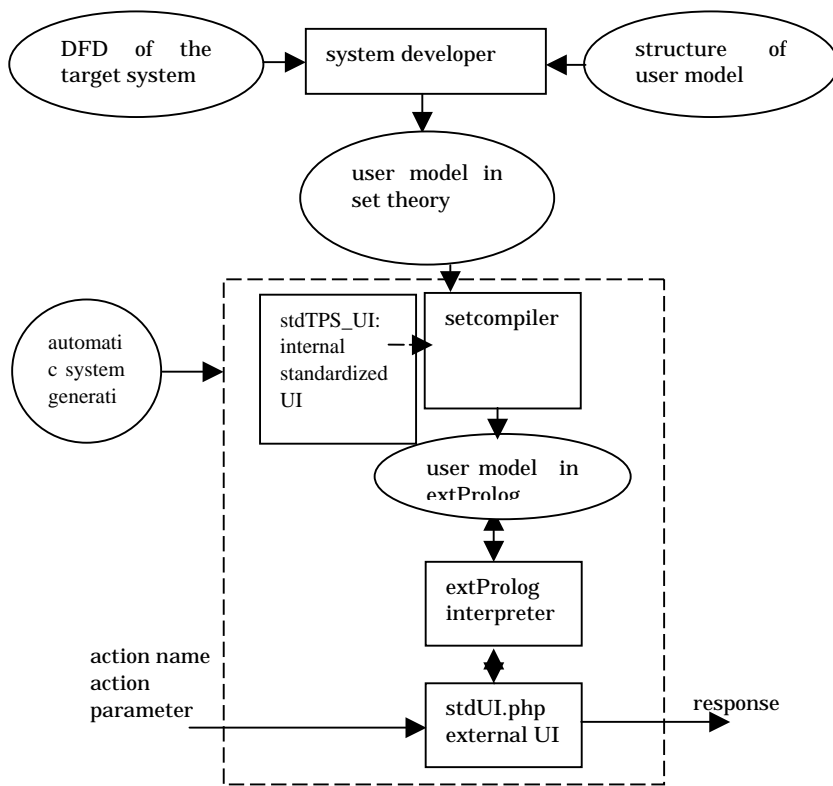 DFD of the
target system
system developer
structure of
user model
user model in
set theory
stdTPS_UI:
internal
standardized
UI
setcompiler
automati
c system
generati
user model in
extProlog
extProlog
interpreter
action name
action
parameter
stdUI.php
external UI
response